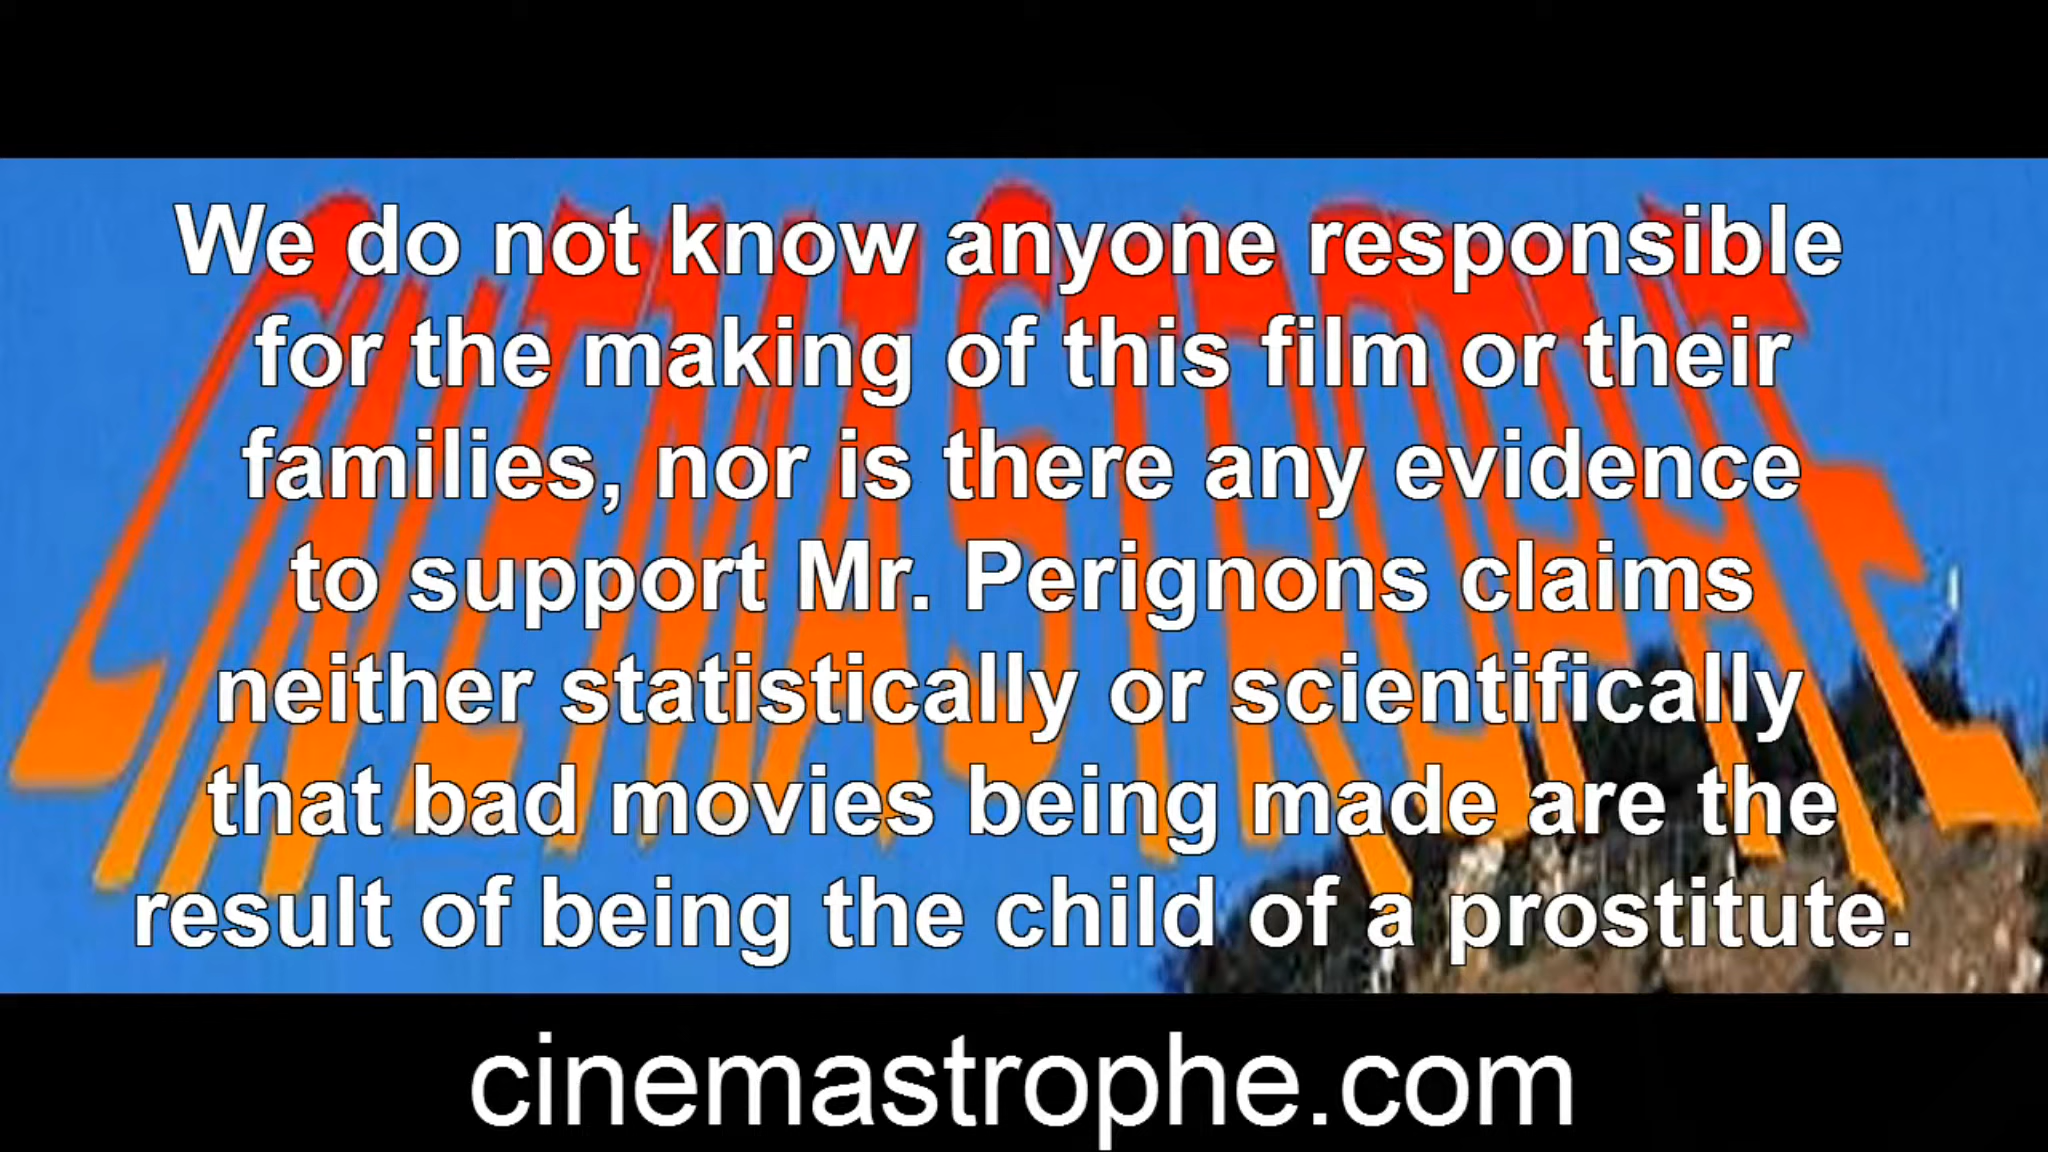 CINEMASTROPHE
We do not know anyone responsible
for the making of this film or their
families, nor is there any evidence
to support Mr. Perignons claims
neither statistically or scientifically
that bad movies being made are the
result of being the child of a prostitute.
cinemastrophe.com